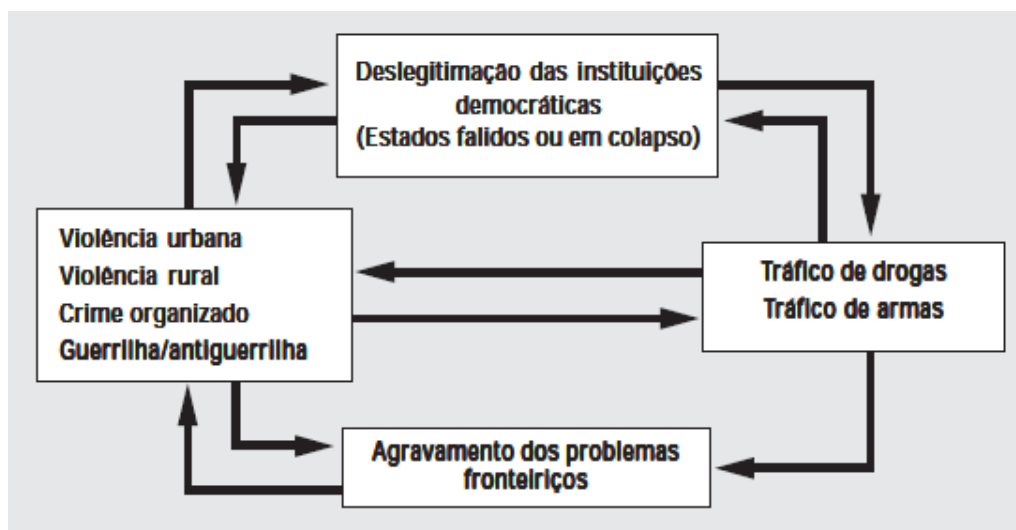 Deslegitimação das instituições
democráticas
(Estados falidos ou em colapso)
Violência urbana
Violência rural
Crime organizado
Guerrilha/antiguerrilha
Tráfico de drogas
Tráfico de armas
Agravamento dos problemas
fronteiriços